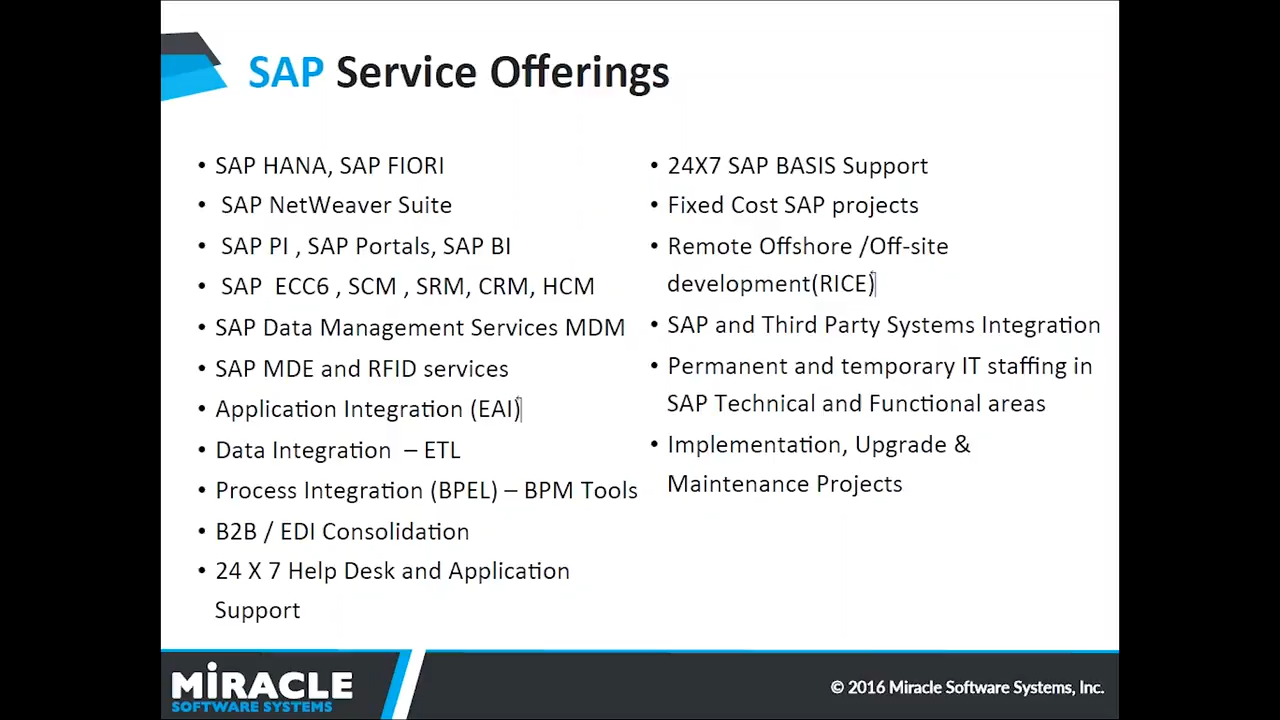 SAP Service Offerings
• SAP HANA, SAP FIORI
• SAP NetWeaver Suite
• SAP PI , SAP Portals, SAP BI
• SAP ECC6 , SCM , SRM, CRM, HCM
• SAP Data Management Services MDM
• SAP MDE and RFID services
• Application Integration (EAI)
• Data Integration – ETL
• Process Integration (BPEL) – BPM Tools
• B2B / EDI Consolidation
• 24 X 7 Help Desk and Application
Support
• 24X7 SAP BASIS Support
• Fixed Cost SAP projects
• Remote Offshore /Off-site
development(RICE)
• SAP and Third Party Systems Integration
• Permanent and temporary IT staffing in
SAP Technical and Functional areas
• Implementation, Upgrade &
Maintenance Projects
MiRACLE
SOFTWARE SYSTEMS
© 2016 Miracle Software Systems, Inc.